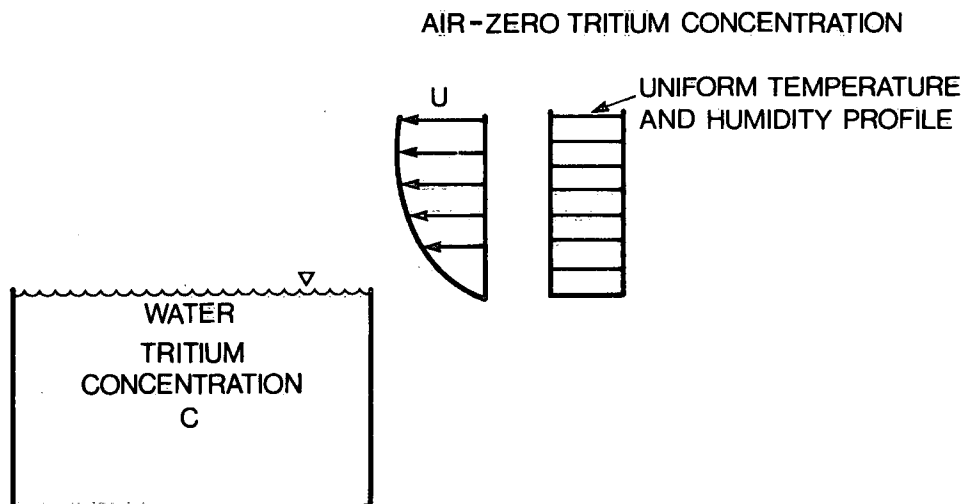 AIR-ZERO TRITIUM CONCENTRATION
U
UNIFORM TEMPERATURE
AND HUMIDITY PROFILE
WATER
TRITIUM
CONCENTRATION
C